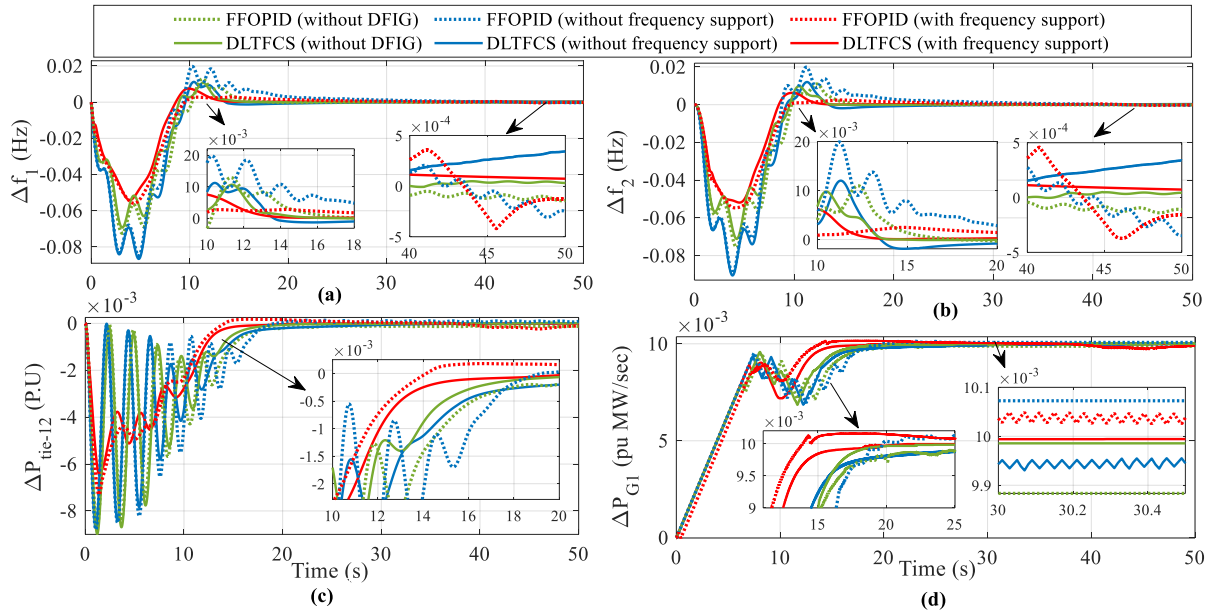 FFOPID (without DFIG) FFOPID (without frequency support) FFOPID (with frequency support)
DLTFCS (without DFIG) DLTFCS (without frequency support) DLTFCS (with frequency support)
Δf1 (Hz)
0.02
0
-0.02
-0.04
-0.06
-0.08
0 10 20 30 40 50
× 10-3
20
10
0
10 12 14 16 18
× 10-4
5
0
-5
40 45 50
(a)
Δf2 (Hz)
0.02
0
-0.02
-0.04
-0.06
-0.08
0 10 20 30 40 50
× 10-3
20
10
0
10 15 20
× 10-4
5
0
-5
40 45 50
(b)
ΔPtie-12 (P.U)
× 10-3
0
-2
-4
-6
-8
0 10 20 30 40 50
× 10-3
0
-0.5
-1
-1.5
-2
10 12 14 16 18 20
Time (s)
(c)
ΔPG1 (pu MW/sec)
× 10-3
10
5
0
0 10 20 30 40 50
× 10-3
10
9.5
9
15 20 25
× 10-3
10.1
10
9.9
30 30.2 30.4
Time (s)
(d)